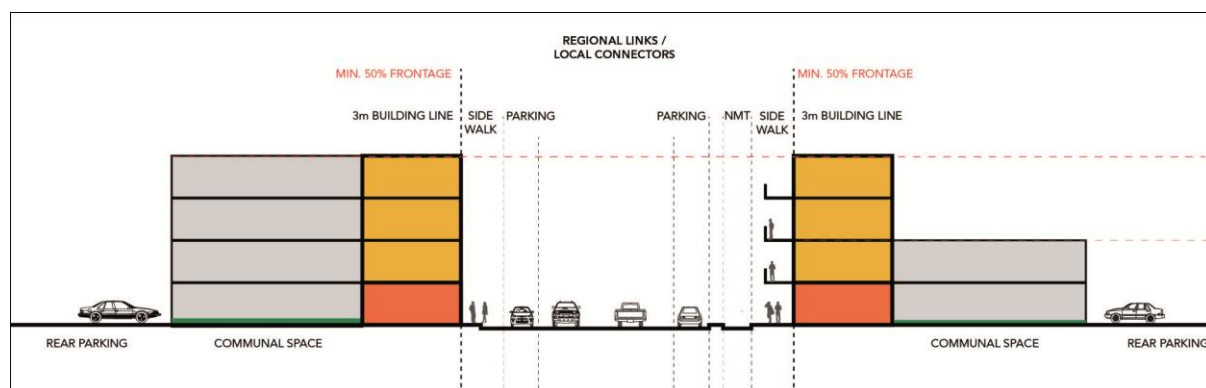 REGIONAL LINKS /
LOCAL CONNECTORS
MIN. 50% FRONTAGE
MIN. 50% FRONTAGE
3m BUILDING LINE
SIDE
WALK
PARKING
PARKING
NMT
SIDE
WALK
3m BUILDING LINE
REAR PARKING
COMMUNAL SPACE
COMMUNAL SPACE
REAR PARKING